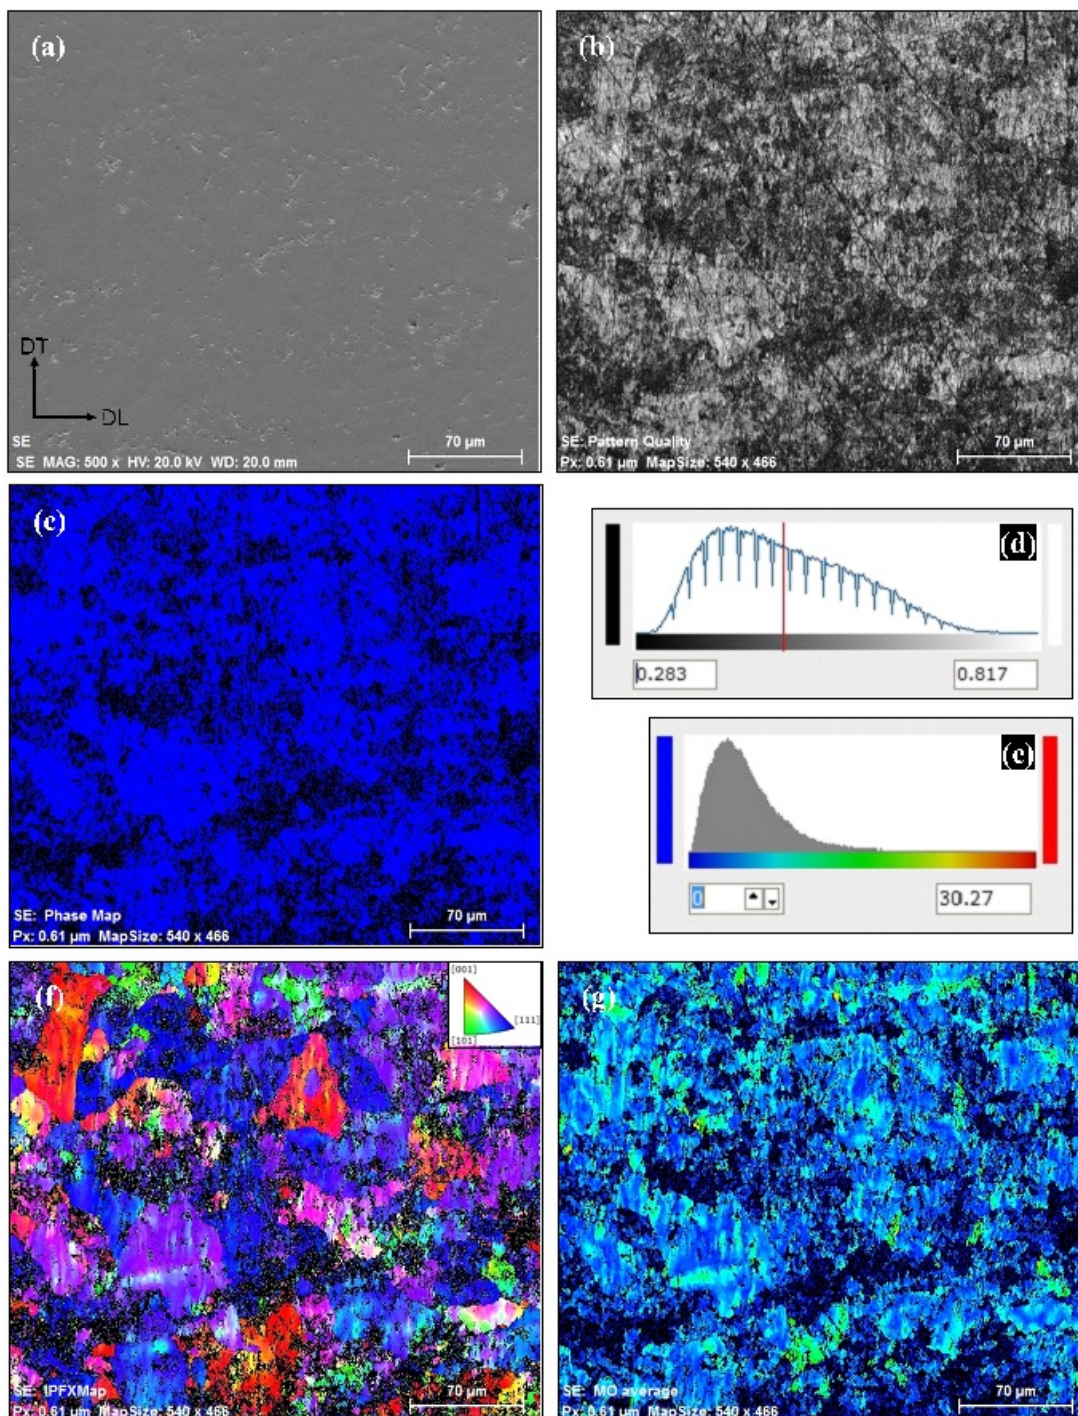 (a)
DT
DL
SE
SE MAG: 500 x HV: 20.0 kV WD: 20.0 mm
70 µm
(b)
SE: Pattern Quality
Px: 0.61 µm MapSize: 540 x 466
70 µm
(c)
SE: Phase Map
Px: 0.61 µm MapSize: 540 x 466
70 µm
(d)
0.283
0.817
(e)
0
30.27
(f)
[001]
[111]
[101]
SE: IPFXMap
Px: 0.61 µm MapSize: 540 x 466
70 µm
(g)
SE: MO average
Px: 0.61 µm MapSize: 540 x 466
70 µm